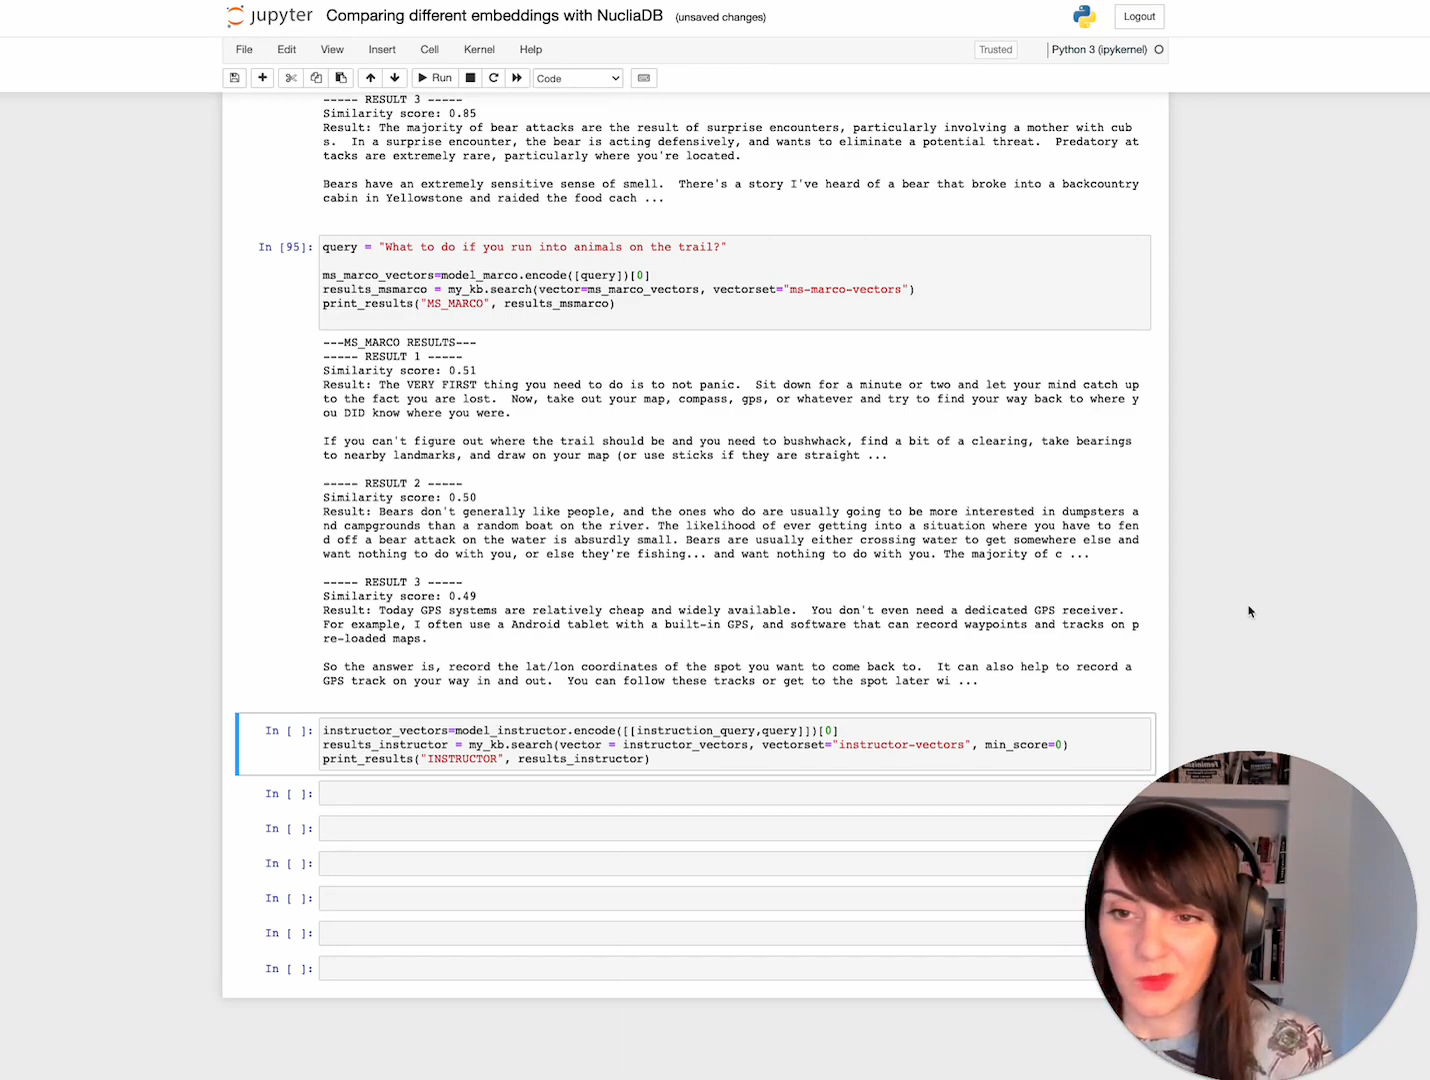 jupyter Comparing different embeddings with NucliaDB (unsaved changes) Logout
File Edit View Insert Cell Kernel Help Trusted Python 3 (ipykernel)
Run Code
----- RESULT 3 -----
Similarity score: 0.85
Result: The majority of bear attacks are the result of surprise encounters, particularly involving a mother with cub
s.  In a surprise encounter, the bear is acting defensively, and wants to eliminate a potential threat.  Predatory at
tacks are extremely rare, particularly where you're located.
Bears have an extremely sensitive sense of smell.  There's a story I've heard of a bear that broke into a backcountry
cabin in Yellowstone and raided the food cach ...
In [95]: query = "What to do if you run into animals on the trail?"
ms_marco_vectors=model_marco.encode([query])[0]
results_msmarco = my_kb.search(vector=ms_marco_vectors, vectorset="ms-marco-vectors")
print_results("MS_MARCO", results_msmarco)
---MS_MARCO RESULTS---
----- RESULT 1 -----
Similarity score: 0.51
Result: The VERY FIRST thing you need to do is to not panic.  Sit down for a minute or two and let your mind catch up
to the fact you are lost.  Now, take out your map, compass, gps, or whatever and try to find your way back to where y
ou DID know where you were.
If you can't figure out where the trail should be and you need to bushwhack, find a bit of a clearing, take bearings
to nearby landmarks, and draw on your map (or use sticks if they are straight ...
----- RESULT 2 -----
Similarity score: 0.50
Result: Bears don't generally like people, and the ones who do are usually going to be more interested in dumpsters a
nd campgrounds than a random boat on the river. The likelihood of ever getting into a situation where you have to fen
d off a bear attack on the water is absurdly small. Bears are usually either crossing water to get somewhere else and
want nothing to do with you, or else they're fishing... and want nothing to do with you. The majority of c ...
----- RESULT 3 -----
Similarity score: 0.49
Result: Today GPS systems are relatively cheap and widely available.  You don't even need a dedicated GPS receiver.
For example, I often use a Android tablet with a built-in GPS, and software that can record waypoints and tracks on p
re-loaded maps.
So the answer is, record the lat/lon coordinates of the spot you want to come back to.  It can also help to record a
GPS track on your way in and out.  You can follow these tracks or get to the spot later wi ...
In [ ]: instructor_vectors=model_instructor.encode([[instruction_query,query]])[0]
results_instructor = my_kb.search(vector = instructor_vectors, vectorset="instructor-vectors", min_score=0)
print_results("INSTRUCTOR", results_instructor)
In [ ]:
In [ ]:
In [ ]:
In [ ]:
In [ ]:
In [ ]:
Feminism